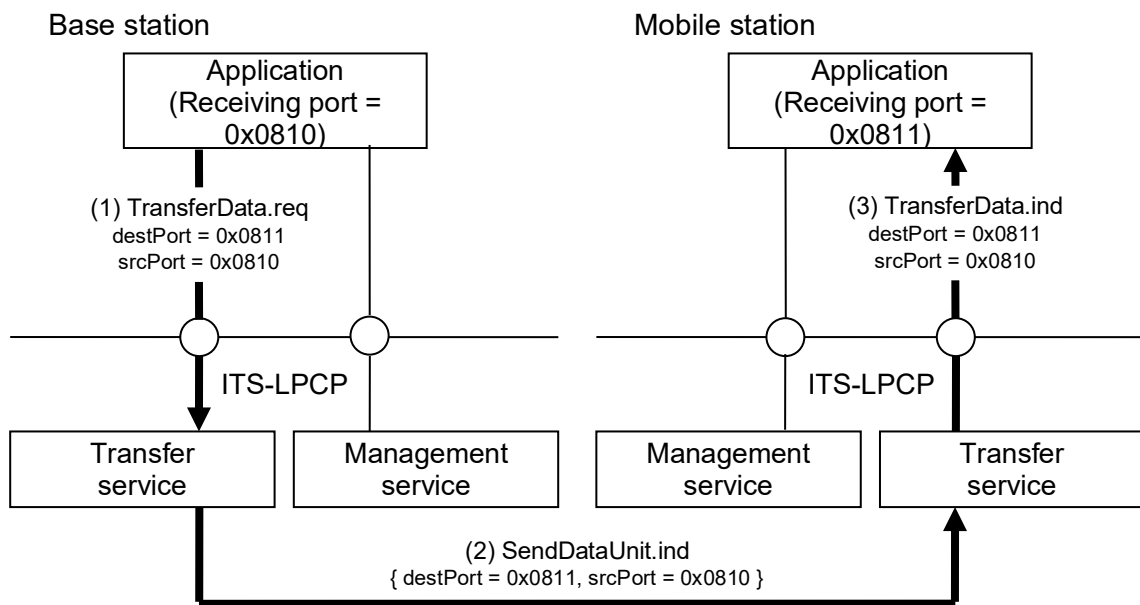 Base station
Mobile station
Application
(Receiving port =
0x0810)
Application
(Receiving port =
0x0811)
(1) TransferData.req
destPort = 0x0811
srcPort = 0x0810
(3) TransferData.ind
destPort = 0x0811
srcPort = 0x0810
ITS-LPCP
ITS-LPCP
Transfer
service
Management
service
Management
service
Transfer
service
(2) SendDataUnit.ind
{ destPort = 0x0811, srcPort = 0x0810 }